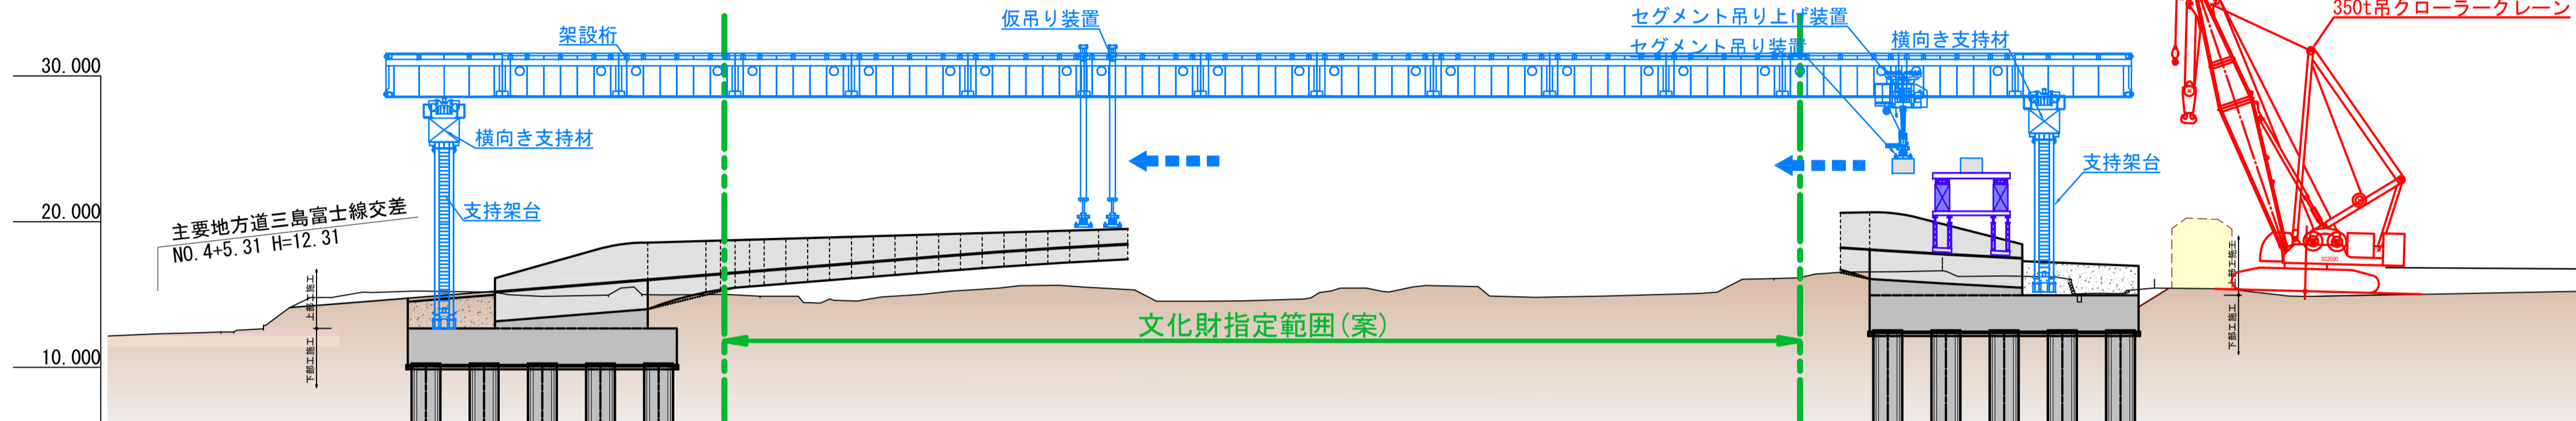 350t吊クローラークレーン
仮吊り装置
セグメント吊り上げ装置
架設桁
セグメント吊り装置
横向き支持材
30.000
横向き支持材
支持架台
20.000
主要地方道三島富士線交差
NO.4+5.31 H=12.31
支持架台
上部工施工
下部工施工
上部工施工
下部工施工
SC3500
文化財指定範囲(案)
10.000